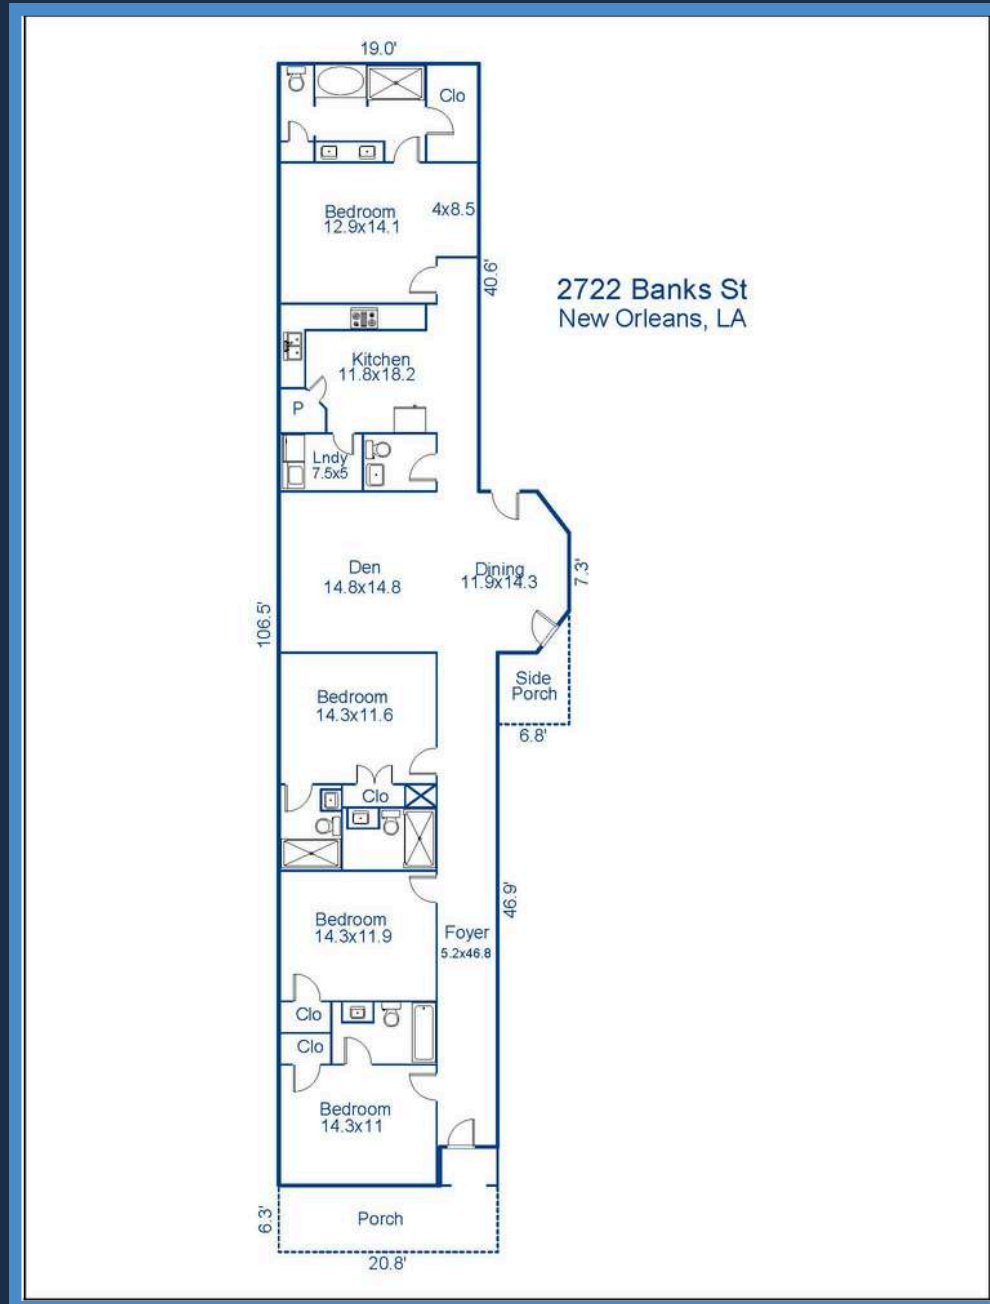 19.0'
Clo
Bedroom
12.9x14.1
4x8.5
40.6'
2722 Banks St
New Orleans, LA
Kitchen
11.8x18.2
P
Lndy
7.5x5
Den
14.8x14.8
Dining
11.9x14.3
7.3'
106.5'
Side
Porch
6.8'
Bedroom
14.3x11.6
Clo
46.9'
Bedroom
14.3x11.9
Foyer
5.2x46.8
Clo
Clo
Bedroom
14.3x11
6.3'
Porch
20.8'